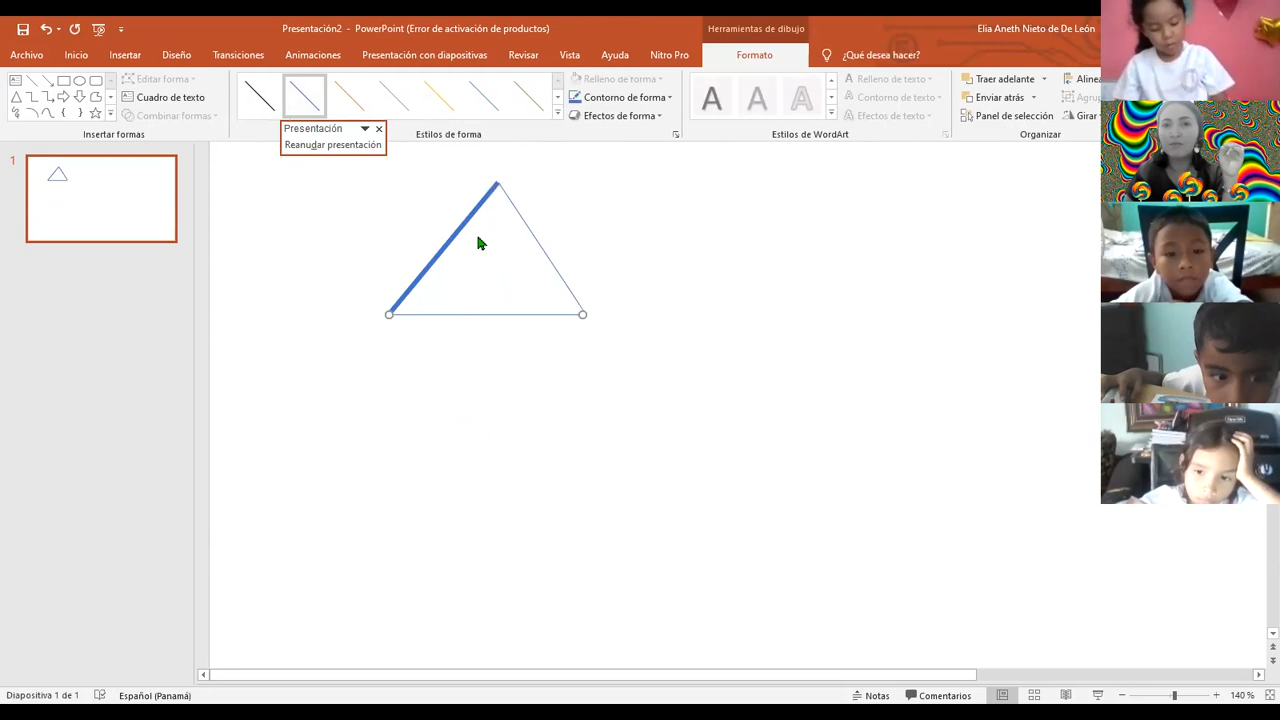 Presentación2 - PowerPoint (Error de activación de productos)
Herramientas de dibujo
Elia Aneth Nieto de De León
Archivo Inicio Insertar Diseño Transiciones Animaciones Presentación con diapositivas Revisar Vista Ayuda Nitro Pro Formato ¿Qué desea hacer?
Editar forma
Cuadro de texto
Combinar formas
Insertar formas
Relleno de forma
Contorno de forma
Efectos de forma
Estilos de forma
A A A
Relleno de texto
Contorno de texto
Efectos de texto
Estilos de WordArt
Traer adelante
Enviar atrás
Panel de selección
Organizar
Alinea
Agrup
Girar
Presentación
Reanudar presentación
1
Diapositiva 1 de 1 Español (Panamá) Notas Comentarios 140 %